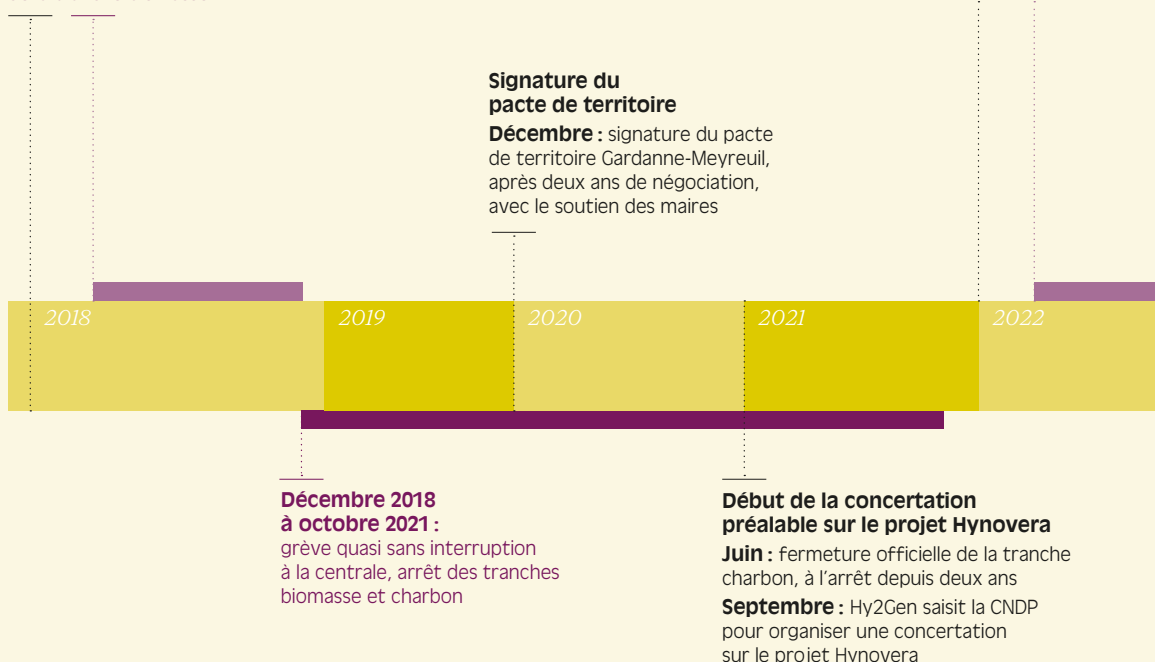 Signature du
pacte de territoire
Décembre : signature du pacte
de territoire Gardanne-Meyreuil,
après deux ans de négociation,
avec le soutien des maires
2018
2019
2020
2021
2022
Décembre 2018
à octobre 2021 :
grève quasi sans interruption
à la centrale, arrêt des tranches
biomasse et charbon
Début de la concertation
préalable sur le projet Hynovera
Juin : fermeture officielle de la tranche
charbon, à l’arrêt depuis deux ans
Septembre : Hy2Gen saisit la CNDP
pour organiser une concertation
sur le projet Hynovera